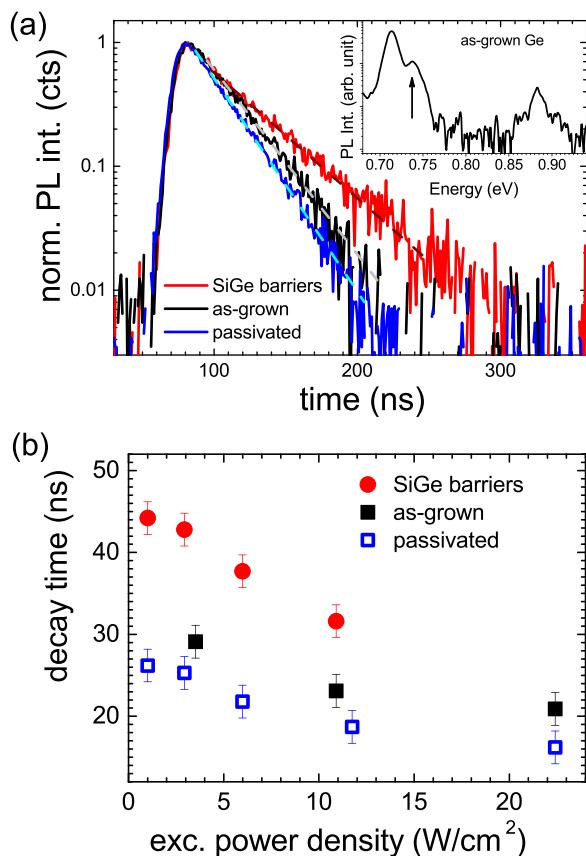 (a)
norm. PL int. (cts)
1
0.1
0.01
100
200
300
time (ns)
SiGe barriers
as-grown
passivated
as-grown Ge
PL Int. (arb. unit)
0.70
0.75
0.80
0.85
0.90
Energy (eV)
(b)
decay time (ns)
50
40
30
20
0
5
10
15
20
exc. power density (W/cm²)
SiGe barriers
as-grown
passivated